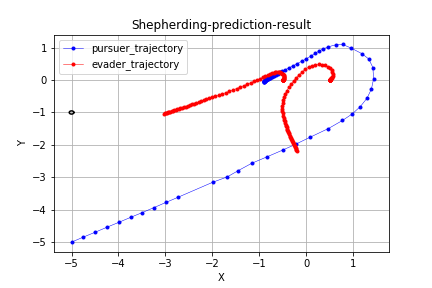 Shepherding-prediction-result
pursuer_trajectory
evader_trajectory
Y
1
0
−1
−2
−3
−4
−5
−5
−4
−3
−2
−1
0
1
X